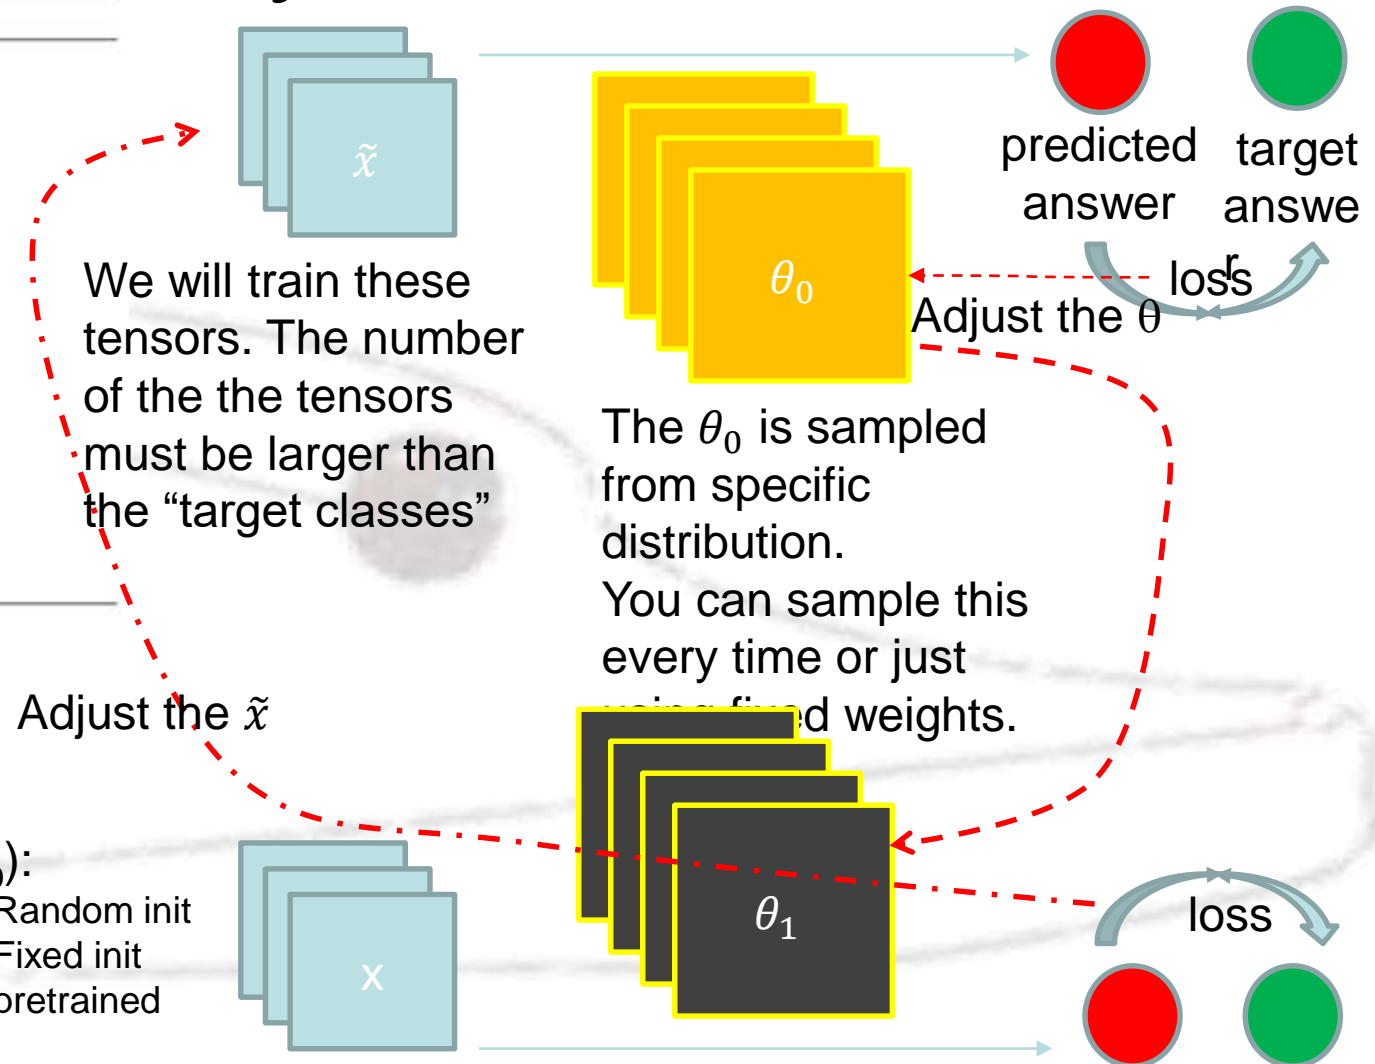 x̃
predicted
answer
target
answe
r
We will train these
tensors. The number
of the the tensors
must be larger than
the “target classes”
θ₀
loss
Adjust the θ
The θ₀ is sampled
from specific
distribution.
You can sample this
every time or just
using fixed weights.
Adjust the x̃
):
Random init
Fixed init
pretrained
x
θ₁
loss